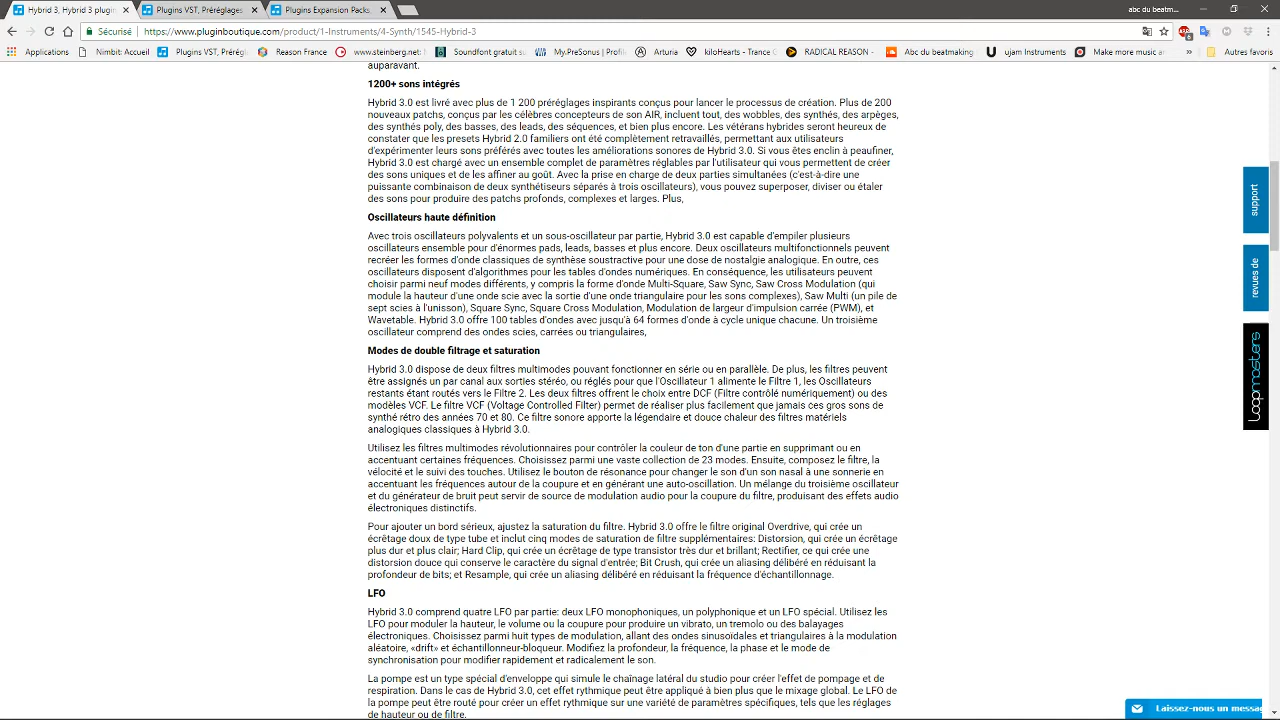 Hybrid 3, Hybrid 3 plugin
Plugins VST, Préréglages
Plugins Expansion Packs
abc du beatm...
Sécurisé
https://www.pluginboutique.com/product/1-Instruments/4-Synth/1545-Hybrid-3
Applications
Nimbit: Accueil
Plugins VST, Prérég
Reason France
www.steinberg.net
Soundfont gratuit su
My.PreSonus | Profil
Arturia
BioHearts - Trance
RADICAL REASON -
Abc du beatmaking
ujam Instruments
Make more music ar
»
Autres favoris
auparavant.
1200+ sons intégrés
Hybrid 3.0 est livré avec plus de 1 200 préréglages inspirants conçus pour lancer le processus de création. Plus de 200
nouveaux patchs, conçus par les célèbres concepteurs de son AIR, incluent tout, des wobbles, des synthés, des arpèges,
des synthés poly, des basses, des leads, des séquences, et bien plus encore. Les vétérans hybrides seront heureux de
constater que les presets Hybrid 2.0 familiers ont été complètement retravaillés, permettant aux utilisateurs
d'expérimenter leurs sons préférés avec toutes les améliorations sonores de Hybrid 3.0. Si vous êtes enclin à peaufiner,
Hybrid 3.0 est chargé avec un ensemble complet de paramètres réglables par l'utilisateur qui vous permettent de créer
des sons uniques et de les affiner au goût. Avec la prise en charge de deux parties simultanées (c'est-à-dire une
puissante combinaison de deux synthétiseurs séparés à trois oscillateurs), vous pouvez superposer, diviser ou étaler
des sons pour produire des patchs profonds, complexes et larges. Plus,
Oscillateurs haute définition
Avec trois oscillateurs polyvalents et un sous-oscillateur par partie, Hybrid 3.0 est capable d'empiler plusieurs
oscillateurs ensemble pour d'énormes pads, leads, basses et plus encore. Deux oscillateurs multifonctionnels peuvent
recréer les formes d'onde classiques de synthèse soustractive pour une dose de nostalgie analogique. En outre, ces
oscillateurs disposent d'algorithmes pour les tables d'ondes numériques. En conséquence, les utilisateurs peuvent
choisir parmi neuf modes différents, y compris la forme d'onde Multi-Square, Saw Sync, Saw Cross Modulation (qui
module la hauteur d'une onde scie avec la sortie d'une onde triangulaire pour les sons complexes), Saw Multi (un pile de
sept scies à l'unisson), Square Sync, Square Cross Modulation, Modulation de largeur d'impulsion carrée (PWM), et
Wavetable. Hybrid 3.0 offre 100 tables d'ondes avec jusqu'à 64 formes d'onde à cycle unique chacune. Un troisième
oscillateur comprend des ondes scies, carrées ou triangulaires,
Modes de double filtrage et saturation
Hybrid 3.0 dispose de deux filtres multimodes pouvant fonctionner en série ou en parallèle. De plus, les filtres peuvent
être assignés un par canal aux sorties stéréo, ou réglés pour que l'Oscillateur 1 alimente le Filtre 1, les Oscillateurs
restants étant routés vers le Filtre 2. Les deux filtres offrent le choix entre DCF (Filtre contrôlé numériquement) ou des
modèles VCF. Le filtre VCF (Voltage Controlled Filter) permet de réaliser plus facilement que jamais ces gros sons de
synthé rétro des années 70 et 80. Ce filtre sonore apporte la légendaire et douce chaleur des filtres matériels
analogiques classiques à Hybrid 3.0.
Utilisez les filtres multimodes révolutionnaires pour contrôler la couleur de ton d'une partie en supprimant ou en
accentuant certaines fréquences. Choisissez parmi une vaste collection de 23 modes. Ensuite, composez le filtre, la
vélocité et le suivi des touches. Utilisez le bouton de résonance pour changer le son d'un son nasal à une sonnerie en
accentuant les fréquences autour de la coupure et en générant une auto-oscillation. Un mélange du troisième oscillateur
et du générateur de bruit peut servir de source de modulation audio pour la coupure du filtre, produisant des effets audio
électroniques distinctifs.
Pour ajouter un bord sérieux, ajustez la saturation du filtre. Hybrid 3.0 offre le filtre original Overdrive, qui crée un
écrêtage doux de type tube et inclut cinq modes de saturation de filtre supplémentaires: Distorsion, qui crée un écrêtage
plus dur et plus clair; Hard Clip, qui crée un écrêtage de type transistor très dur et brillant; Rectifier, ce qui crée une
distorsion douce qui conserve le caractère du signal d'entrée; Bit Crush, qui crée un aliasing délibéré en réduisant la
profondeur de bits; et Resample, qui crée un aliasing délibéré en réduisant la fréquence d'échantillonnage.
LFO
Hybrid 3.0 comprend quatre LFO par partie: deux LFO monophoniques, un polyphonique et un LFO spécial. Utilisez les
LFO pour moduler la hauteur, le volume ou la coupure pour produire un vibrato, un tremolo ou des balayages
électroniques. Choisissez parmi huit types de modulation, allant des ondes sinusoïdales et triangulaires à la modulation
aléatoire, «drift» et échantillonneur-bloqueur. Modifiez la profondeur, la fréquence, la phase et le mode de
synchronisation pour modifier rapidement et radicalement le son.
La pompe est un type spécial d'enveloppe qui simule le chaînage latéral du studio pour créer l'effet de pompage et de
respiration. Dans le cas de Hybrid 3.0, cet effet rythmique peut être appliqué à bien plus que le mixage global. Le LFO de
la pompe peut être routé pour créer un effet rythmique sur une variété de paramètres spécifiques, tels que les réglages
de hauteur ou de filtre.
support
revues de
loopmasters
Laissez-nous un messag